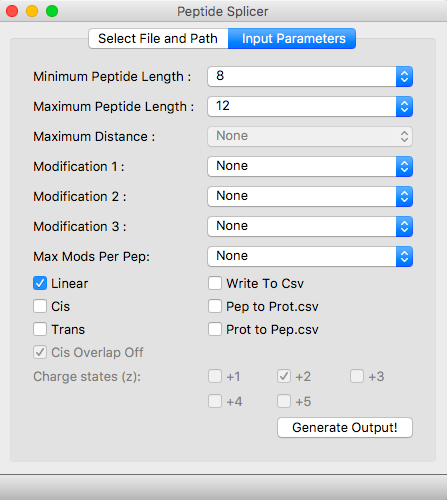 Peptide Splicer
Select File and Path Input Parameters
Minimum Peptide Length : 8
Maximum Peptide Length : 12
Maximum Distance : None
Modification 1 : None
Modification 2 : None
Modification 3 : None
Max Mods Per Pep: None
Linear Write To Csv
Cis Pep to Prot.csv
Trans Prot to Pep.csv
Cis Overlap Off
Charge states (z): +1 +2 +3
+4 +5
Generate Output!